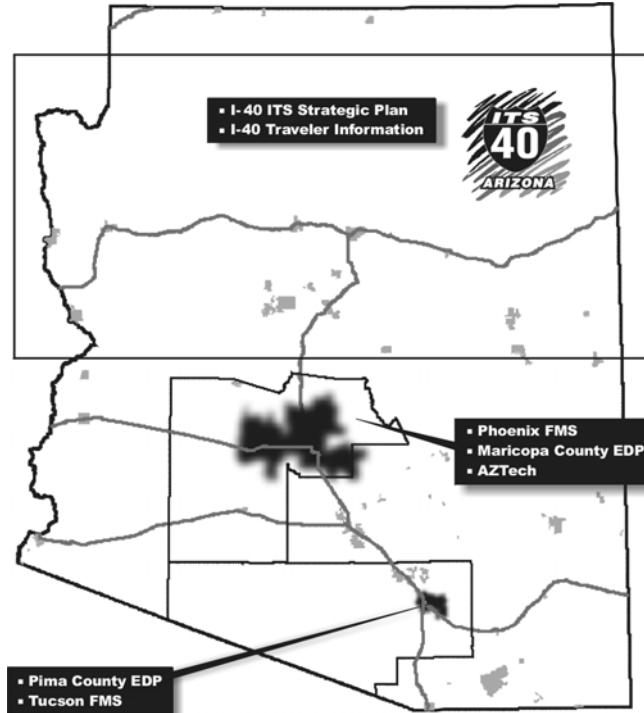 ▪ I-40 ITS Strategic Plan
▪ I-40 Traveler Information
ITS
40
ARIZONA
▪ Phoenix FMS
▪ Maricopa County EDP
▪ AZTech
▪ Pima County EDP
▪ Tucson FMS